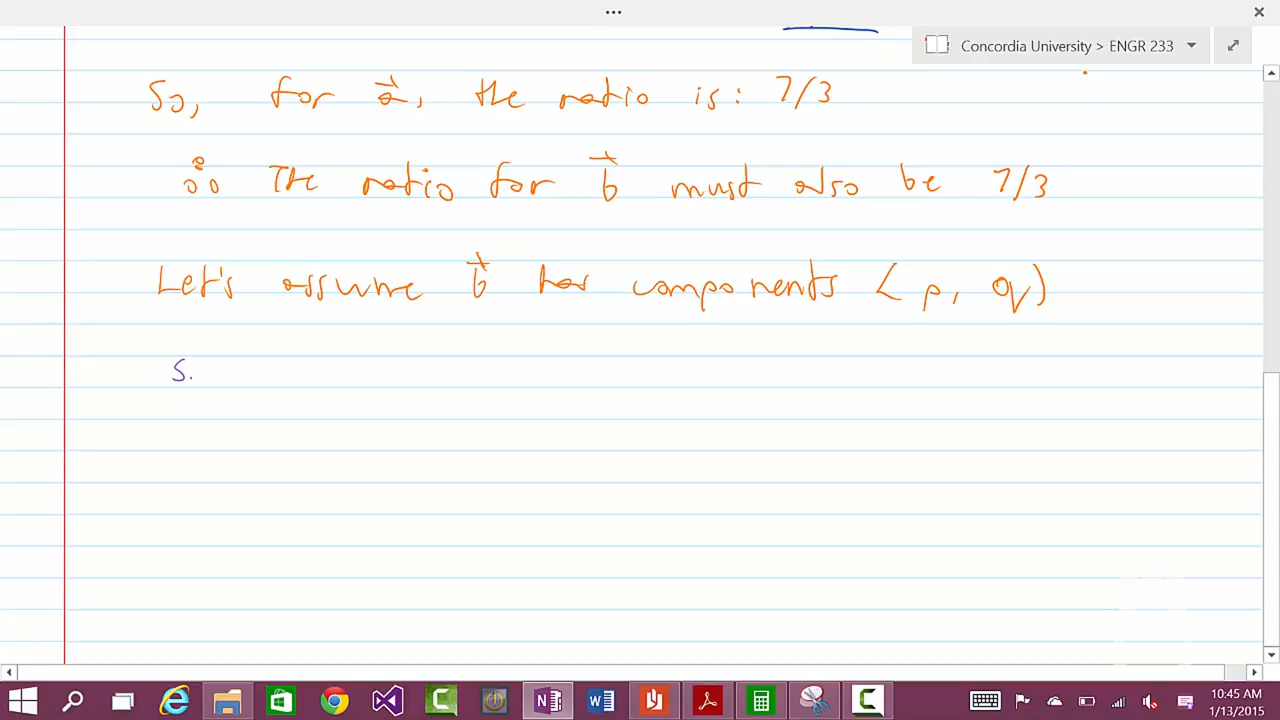 ...
Concordia University > ENGR 233
So, for a, the ratio is: 7/3
∴ The ratio for b must also be 7/3
Let's assume b has components < p, q)
S.
10:45 AM
1/13/2015